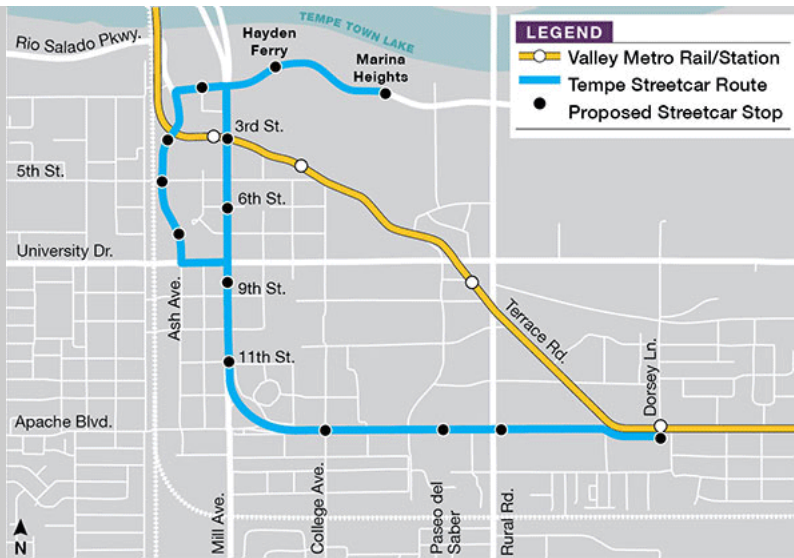 TEMPE TOWN LAKE
Rio Salado Pkwy.
Hayden
Ferry
Marina
Heights
LEGEND
Valley Metro Rail/Station
Tempe Streetcar Route
Proposed Streetcar Stop
3rd St.
5th St.
6th St.
University Dr.
Ash Ave.
9th St.
Terrace Rd.
11th St.
Dorsey Ln.
Apache Blvd.
Mill Ave.
College Ave.
Paseo del
Saber
Rural Rd.
N